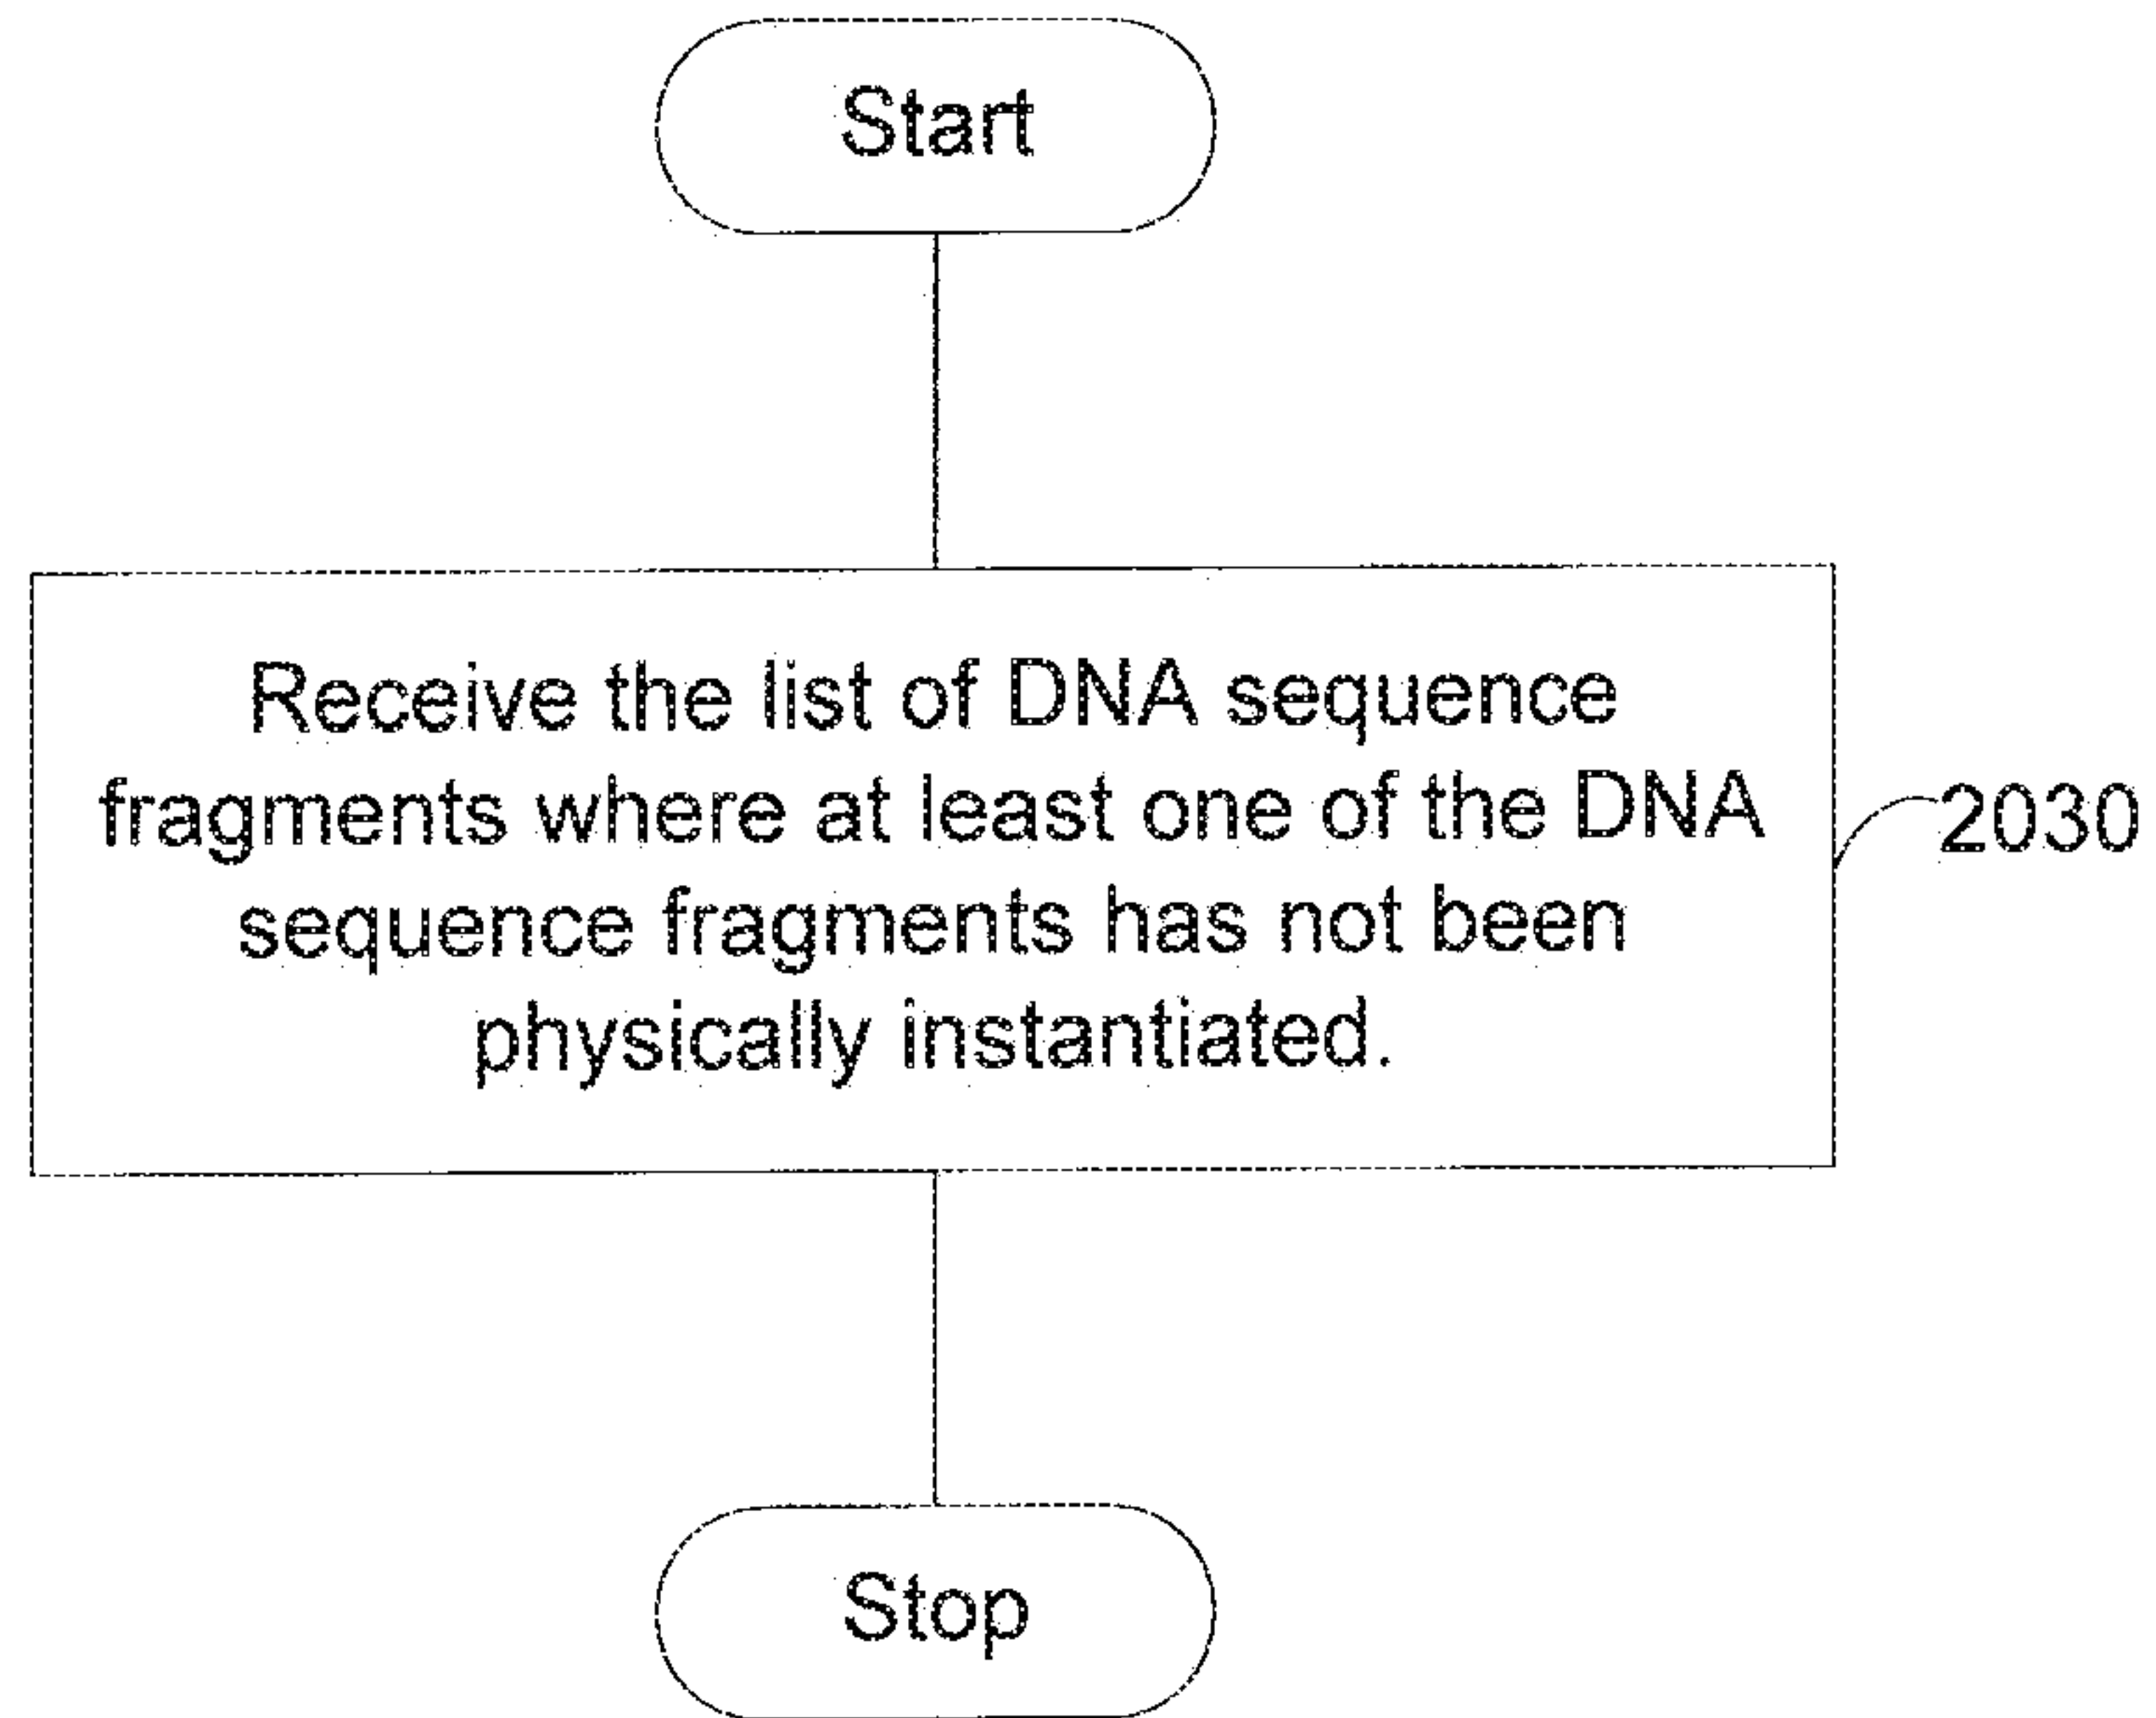 Start
Receive the list of DNA sequence
fragments where at least one of the DNA
sequence fragments has not been
physically instantiated.
2030
Stop